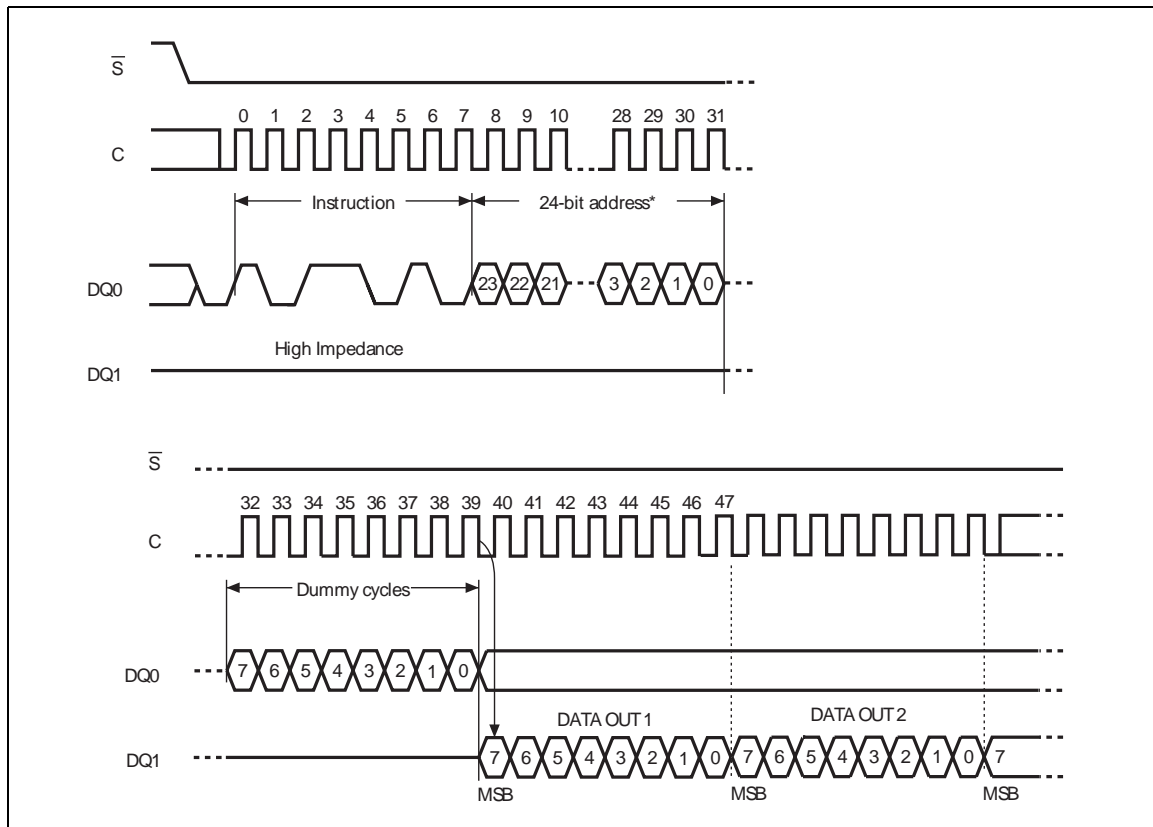 S
0 1 2 3 4 5 6 7 8 9 10 28 29 30 31
C
Instruction 24-bit address*
DQ0 23 22 21 3 2 1 0
High Impedance
DQ1
S
32 33 34 35 36 37 38 39 40 41 42 43 44 45 46 47
C
Dummy cycles
DQ0 7 6 5 4 3 2 1 0
DATA OUT 1 DATA OUT 2
DQ1 7 6 5 4 3 2 1 0 7 6 5 4 3 2 1 0 7
MSB MSB MSB